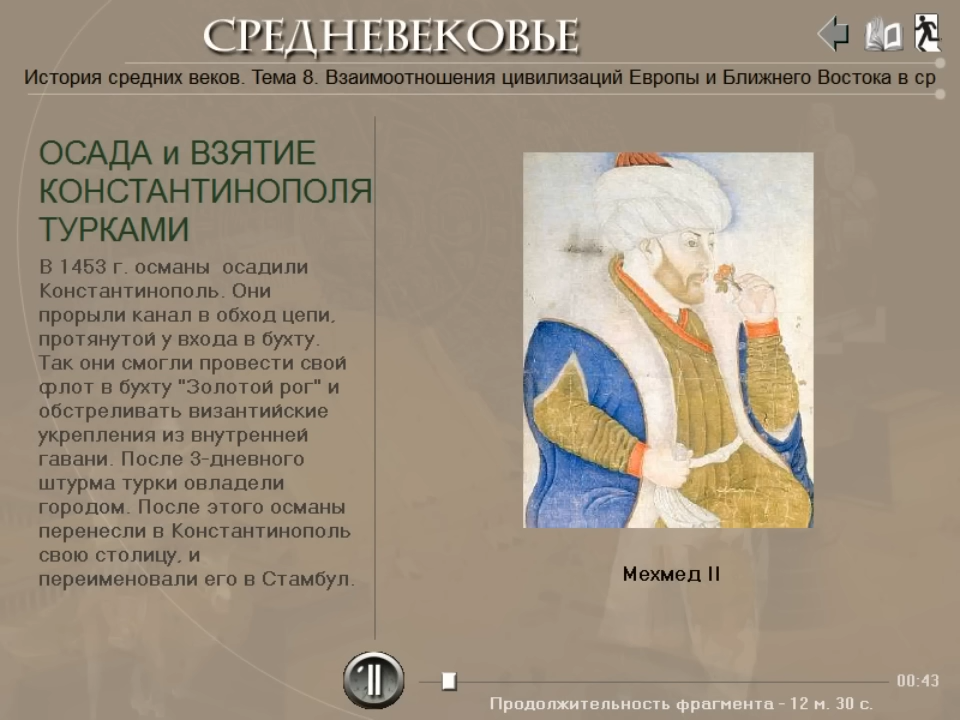 СРЕДНЕВЕКОВЬЕ
История средних веков. Тема 8. Взаимоотношения цивилизаций Европы и Ближнего Востока в ср
ОСАДА и ВЗЯТИЕ
КОНСТАНТИНОПОЛЯ
ТУРКАМИ
В 1453 г. османы осадили
Константинополь. Они
прорыли канал в обход цепи,
протянутой у входа в бухту.
Так они смогли провести свой
флот в бухту "Золотой рог" и
обстреливать византийские
укрепления из внутренней
гавани. После 3-дневного
штурма турки овладели
городом. После этого османы
перенесли в Константинополь
свою столицу, и
переименовали его в Стамбул.
Мехмед II
00:43
Продолжительность фрагмента - 12 м. 30 с.